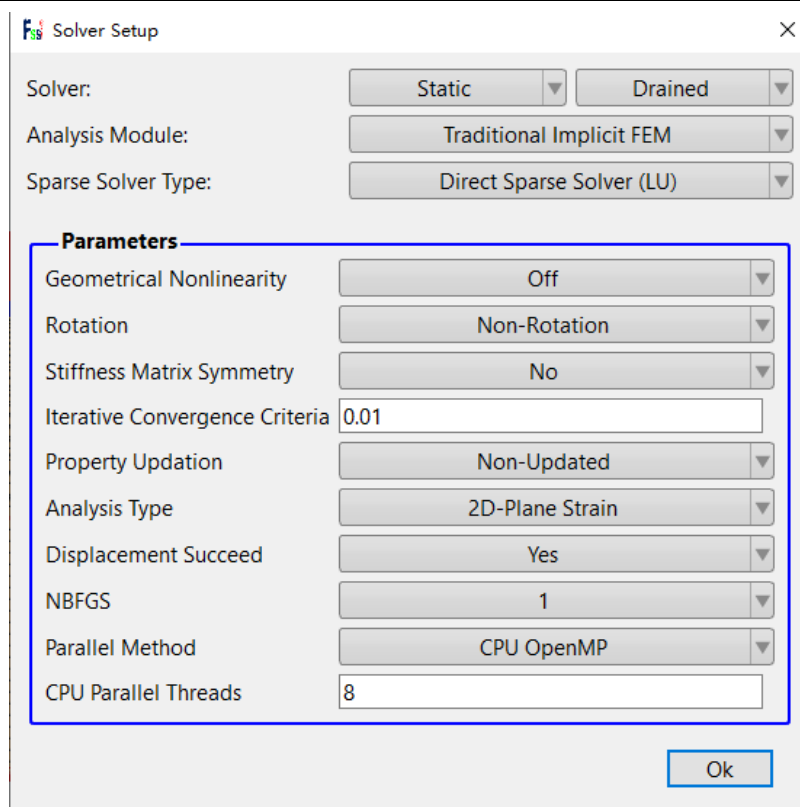 Fssi Solver Setup
Solver: Static Drained
Analysis Module: Traditional Implicit FEM
Sparse Solver Type: Direct Sparse Solver (LU)
Parameters
Geometrical Nonlinearity Off
Rotation Non-Rotation
Stiffness Matrix Symmetry No
Iterative Convergence Criteria 0.01
Property Updation Non-Updated
Analysis Type 2D-Plane Strain
Displacement Succeed Yes
NBFGS 1
Parallel Method CPU OpenMP
CPU Parallel Threads 8
Ok